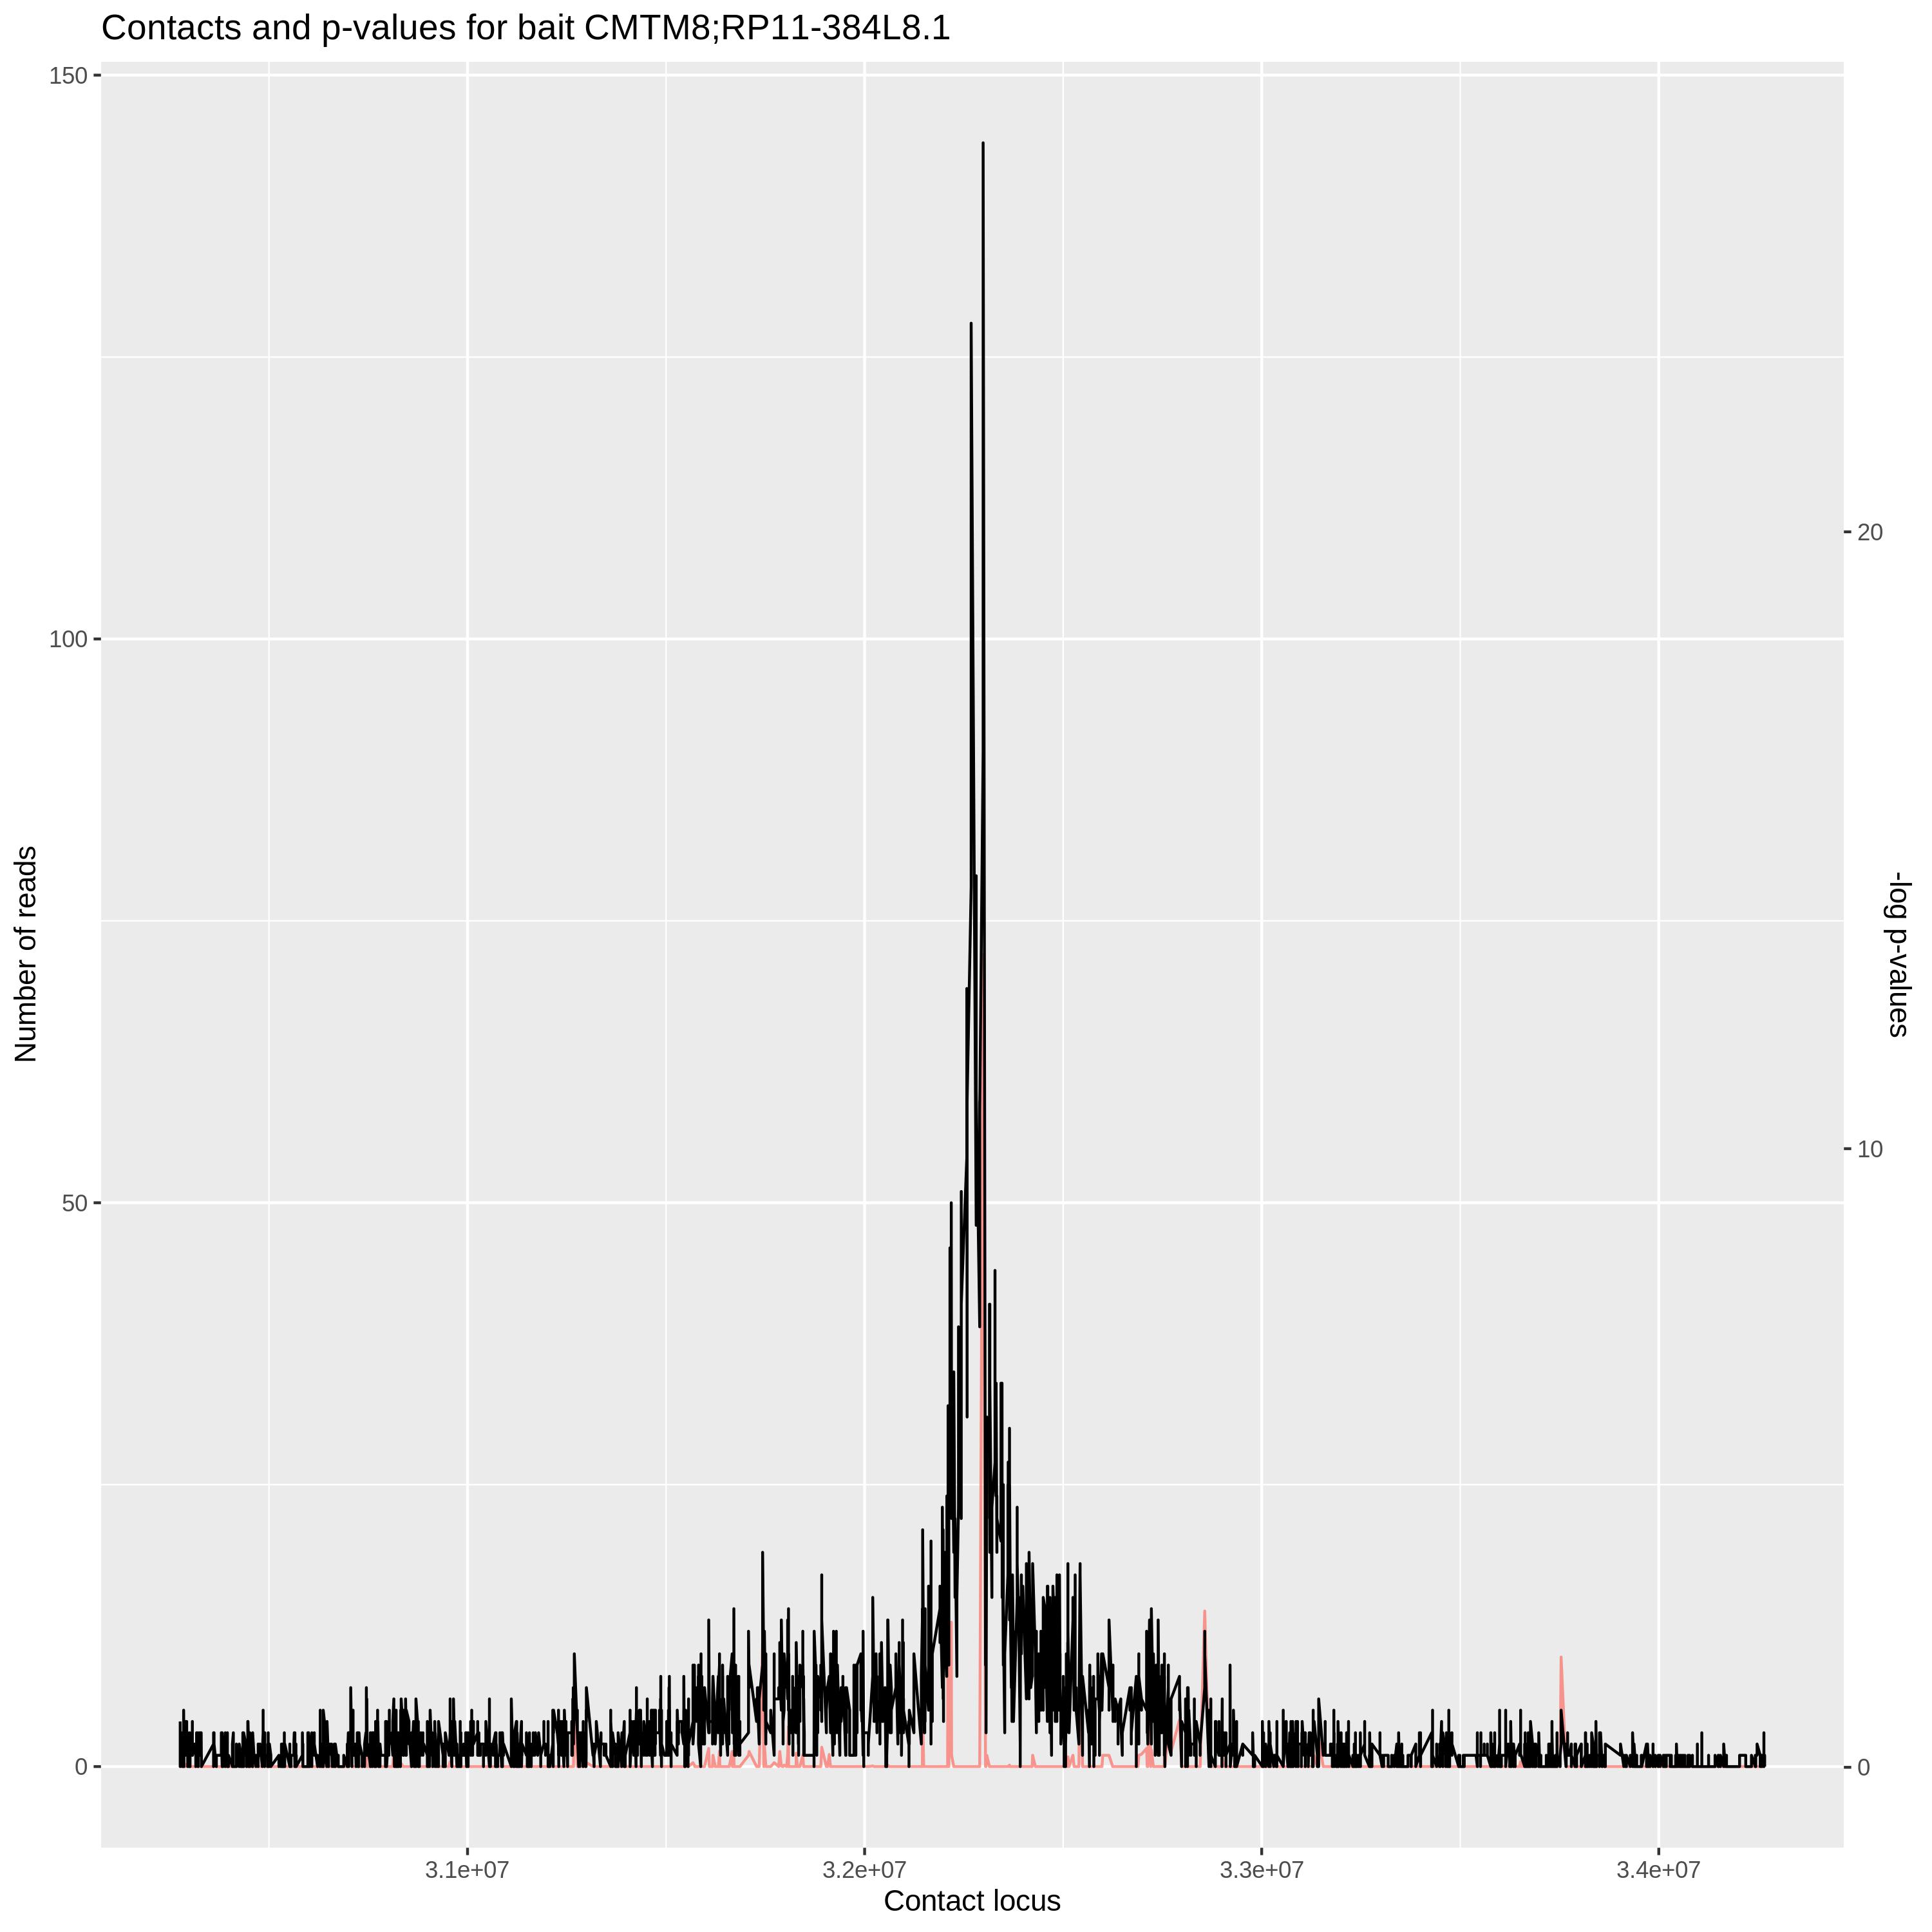 Contacts and p-values for bait CMTM8;RP11-384L8.1
150
100
50
0
Number of reads
20
10
0
-log p-values
3.1e+07
3.2e+07
3.3e+07
3.4e+07
Contact locus